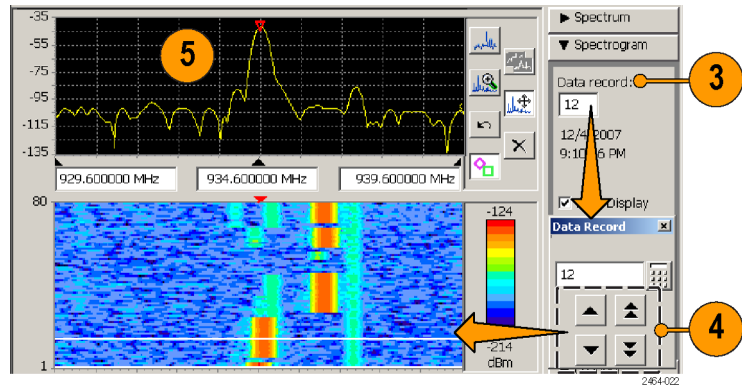 -35
-55
-75
-95
-115
-135
5
929.600000 MHz
934.600000 MHz
939.600000 MHz
80
1
-124
-214
dBm
Spectrum
Spectrogram
Data record:
12
12/4/2007
9:10
6 PM
Display
Data Record
12
3
4
2464-022